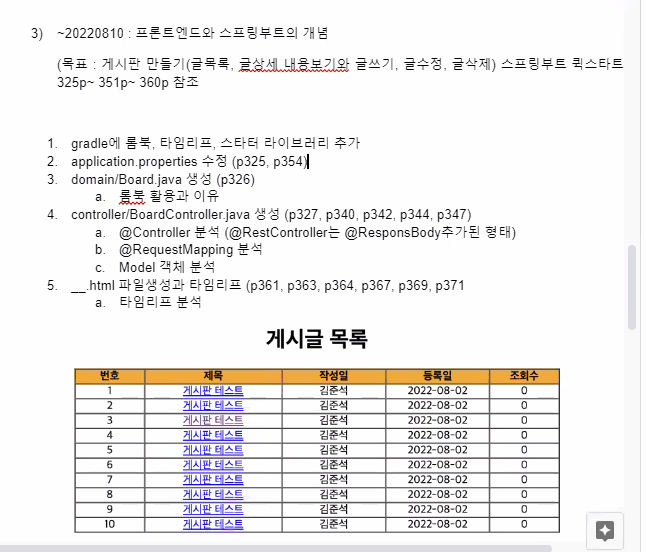 3) ~20220810 : 프론트엔드와 스프링부트의 개념
(목표 : 게시판 만들기(글목록, 글상세 내용보기와 글쓰기, 글수정, 글삭제) 스프링부트 퀵스타트
325p~ 351p~ 360p 참조
1. gradle에 롬북, 타임리프, 스타터 라이브러리 추가
2. application.properties 수정 (p325, p354)
3. domain/Board.java 생성 (p326)
a. 롬북 활용과 이유
4. controller/BoardController.java 생성 (p327, p340, p342, p344, p347)
a. @Controller 분석 (@RestController는 @ResponsBody추가된 형태)
b. @RequestMapping 분석
c. Model 객체 분석
5. __.html 파일생성과 타임리프 (p361, p363, p364, p367, p369, p371
a. 타임리프 분석
게시글 목록
번호 제목 작성일 등록일 조회수
1 게시판 테스트 김준석 2022-08-02 0
2 게시판 테스트 김준석 2022-08-02 0
3 게시판 테스트 김준석 2022-08-02 0
4 게시판 테스트 김준석 2022-08-02 0
5 게시판 테스트 김준석 2022-08-02 0
6 게시판 테스트 김준석 2022-08-02 0
7 게시판 테스트 김준석 2022-08-02 0
8 게시판 테스트 김준석 2022-08-02 0
9 게시판 테스트 김준석 2022-08-02 0
10 게시판 테스트 김준석 2022-08-02 0